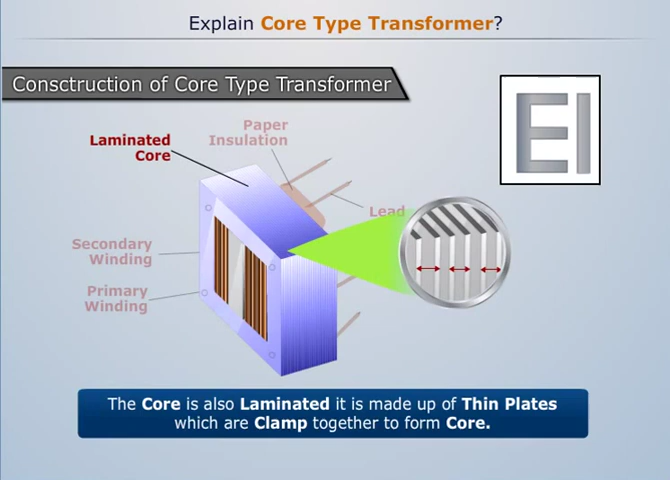 Explain Core Type Transformer?
Consctruction of Core Type Transformer
EI
Paper
Insulation
Laminated
Core
Lead
Secondary
Winding
Primary
Winding
The Core is also Laminated it is made up of Thin Plates
which are Clamp together to form Core.